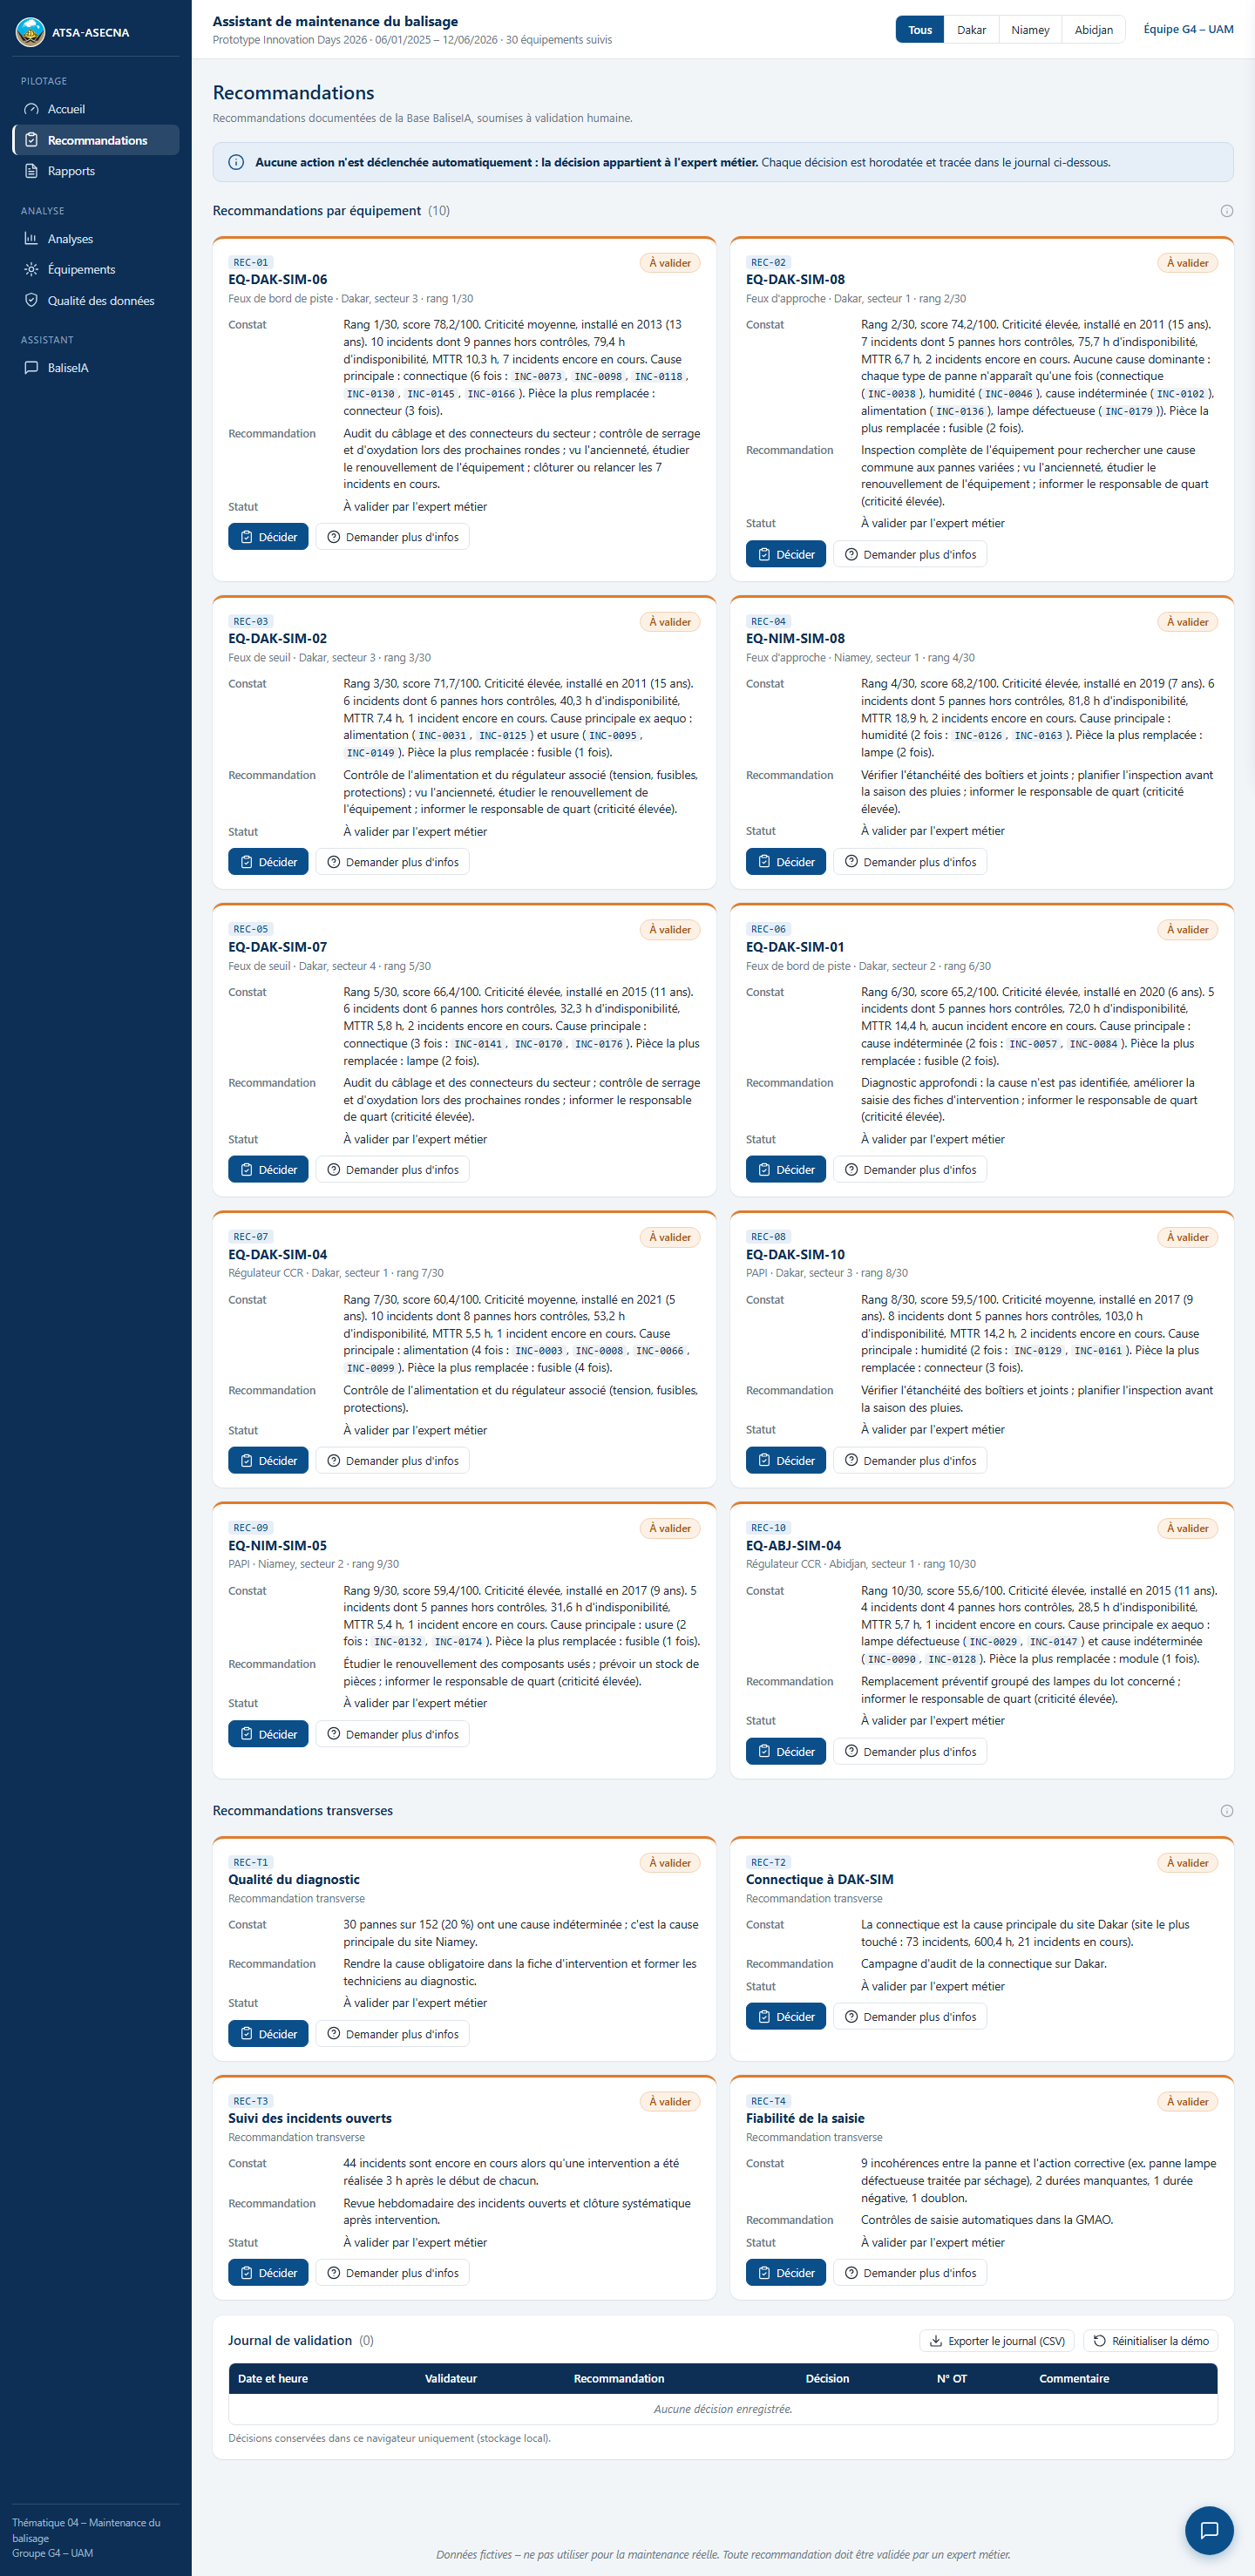 ATSA-ASECNA
PILOTAGE
Accueil
Recommandations
Rapports
ANALYSE
Analyses
Équipements
Qualité des données
ASSISTANT
BaliseIA
Thématique 04 – Maintenance du
balisage
Groupe G4 – UAM
Assistant de maintenance du balisage
Prototype Innovation Days 2026 · 06/01/2025 – 12/06/2026 · 30 équipements suivis
Tous Dakar Niamey Abidjan Équipe G4 – UAM
Recommandations
Recommandations documentées de la Base BaliseIA, soumises à validation humaine.
Aucune action n'est déclenchée automatiquement : la décision appartient à l'expert métier. Chaque décision est horodatée et tracée dans le journal ci-dessous.
Recommandations par équipement (10)
REC-01 À valider
EQ-DAK-SIM-06
Feux de bord de piste · Dakar, secteur 3 · rang 1/30
Constat Rang 1/30, score 78,2/100. Criticité moyenne, installé en 2013 (13
ans). 10 incidents dont 9 pannes hors contrôles, 79,4 h
d'indisponibilité, MTTR 10,3 h, 7 incidents encore en cours. Cause
principale : connectique (6 fois : INC-0073, INC-0098, INC-0118,
INC-0130, INC-0145, INC-0166). Pièce la plus remplacée :
connecteur (3 fois).
Recommandation Audit du câblage et des connecteurs du secteur ; contrôle de serrage
et d'oxydation lors des prochaines rondes ; vu l'ancienneté, étudier
le renouvellement de l'équipement ; clôturer ou relancer les 7
incidents en cours.
Statut À valider par l'expert métier
Décider Demander plus d'infos
REC-02 À valider
EQ-DAK-SIM-08
Feux d'approche · Dakar, secteur 1 · rang 2/30
Constat Rang 2/30, score 74,2/100. Criticité élevée, installé en 2011 (15 ans).
7 incidents dont 5 pannes hors contrôles, 75,7 h d'indisponibilité,
MTTR 6,7 h, 2 incidents encore en cours. Aucune cause dominante :
chaque type de panne n'apparaît qu'une fois (connectique
(INC-0038), humidité (INC-0046), cause indéterminée (INC-0102),
alimentation (INC-0136), lampe défectueuse (INC-0179)). Pièce la
plus remplacée : fusible (2 fois).
Recommandation Inspection complète de l'équipement pour rechercher une cause
commune aux pannes variées ; vu l'ancienneté, étudier le
renouvellement de l'équipement ; informer le responsable de quart
(criticité élevée).
Statut À valider par l'expert métier
Décider Demander plus d'infos
REC-03 À valider
EQ-DAK-SIM-02
Feux de seuil · Dakar, secteur 3 · rang 3/30
Constat Rang 3/30, score 71,7/100. Criticité élevée, installé en 2011 (15 ans).
6 incidents dont 6 pannes hors contrôles, 40,3 h d'indisponibilité,
MTTR 7,4 h, 1 incident encore en cours. Cause principale ex aequo :
alimentation (INC-0031, INC-0125) et usure (INC-0095,
INC-0149). Pièce la plus remplacée : fusible (1 fois).
Recommandation Contrôle de l'alimentation et du régulateur associé (tension, fusibles,
protections) ; vu l'ancienneté, étudier le renouvellement de
l'équipement ; informer le responsable de quart (criticité élevée).
Statut À valider par l'expert métier
Décider Demander plus d'infos
REC-04 À valider
EQ-NIM-SIM-08
Feux d'approche · Niamey, secteur 1 · rang 4/30
Constat Rang 4/30, score 68,2/100. Criticité élevée, installé en 2019 (7 ans). 6
incidents dont 5 pannes hors contrôles, 81,8 h d'indisponibilité,
MTTR 18,9 h, 2 incidents encore en cours. Cause principale :
humidité (2 fois : INC-0126, INC-0163). Pièce la plus remplacée :
lampe (2 fois).
Recommandation Vérifier l'étanchéité des boîtiers et joints ; planifier l'inspection avant
la saison des pluies ; informer le responsable de quart (criticité
élevée).
Statut À valider par l'expert métier
Décider Demander plus d'infos
REC-05 À valider
EQ-DAK-SIM-07
Feux de seuil · Dakar, secteur 4 · rang 5/30
Constat Rang 5/30, score 66,4/100. Criticité élevée, installé en 2015 (11 ans).
6 incidents dont 6 pannes hors contrôles, 32,3 h d'indisponibilité,
MTTR 5,8 h, 2 incidents encore en cours. Cause principale :
connectique (3 fois : INC-0141, INC-0170, INC-0176). Pièce la plus
remplacée : lampe (2 fois).
Recommandation Audit du câblage et des connecteurs du secteur ; contrôle de serrage
et d'oxydation lors des prochaines rondes ; informer le responsable
de quart (criticité élevée).
Statut À valider par l'expert métier
Décider Demander plus d'infos
REC-06 À valider
EQ-DAK-SIM-01
Feux de bord de piste · Dakar, secteur 2 · rang 6/30
Constat Rang 6/30, score 65,2/100. Criticité élevée, installé en 2020 (6 ans). 5
incidents dont 5 pannes hors contrôles, 72,0 h d'indisponibilité,
MTTR 14,4 h, aucun incident encore en cours. Cause principale :
cause indéterminée (2 fois : INC-0057, INC-0084). Pièce la plus
remplacée : fusible (2 fois).
Recommandation Diagnostic approfondi : la cause n'est pas identifiée, améliorer la
saisie des fiches d'intervention ; informer le responsable de quart
(criticité élevée).
Statut À valider par l'expert métier
Décider Demander plus d'infos
REC-07 À valider
EQ-DAK-SIM-04
Régulateur CCR · Dakar, secteur 1 · rang 7/30
Constat Rang 7/30, score 60,4/100. Criticité moyenne, installé en 2021 (5
ans). 10 incidents dont 8 pannes hors contrôles, 53,2 h
d'indisponibilité, MTTR 5,5 h, 1 incident encore en cours. Cause
principale : alimentation (4 fois : INC-0003, INC-0008, INC-0066,
INC-0099). Pièce la plus remplacée : fusible (4 fois).
Recommandation Contrôle de l'alimentation et du régulateur associé (tension, fusibles,
protections).
Statut À valider par l'expert métier
Décider Demander plus d'infos
REC-08 À valider
EQ-DAK-SIM-10
PAPI · Dakar, secteur 3 · rang 8/30
Constat Rang 8/30, score 59,5/100. Criticité moyenne, installé en 2017 (9
ans). 8 incidents dont 5 pannes hors contrôles, 103,0 h
d'indisponibilité, MTTR 14,2 h, 2 incidents encore en cours. Cause
principale : humidité (2 fois : INC-0129, INC-0161). Pièce la plus
remplacée : connecteur (3 fois).
Recommandation Vérifier l'étanchéité des boîtiers et joints ; planifier l'inspection avant
la saison des pluies.
Statut À valider par l'expert métier
Décider Demander plus d'infos
REC-09 À valider
EQ-NIM-SIM-05
PAPI · Niamey, secteur 2 · rang 9/30
Constat Rang 9/30, score 59,4/100. Criticité élevée, installé en 2017 (9 ans). 5
incidents dont 5 pannes hors contrôles, 31,6 h d'indisponibilité,
MTTR 5,4 h, 1 incident encore en cours. Cause principale : usure (2
fois : INC-0132, INC-0174). Pièce la plus remplacée : fusible (1 fois).
Recommandation Étudier le renouvellement des composants usés ; prévoir un stock de
pièces ; informer le responsable de quart (criticité élevée).
Statut À valider par l'expert métier
Décider Demander plus d'infos
REC-10 À valider
EQ-ABJ-SIM-04
Régulateur CCR · Abidjan, secteur 1 · rang 10/30
Constat Rang 10/30, score 55,6/100. Criticité élevée, installé en 2015 (11 ans).
4 incidents dont 4 pannes hors contrôles, 28,5 h d'indisponibilité,
MTTR 5,7 h, 1 incident encore en cours. Cause principale ex aequo :
lampe défectueuse (INC-0029, INC-0147) et cause indéterminée
(INC-0090, INC-0128). Pièce la plus remplacée : module (1 fois).
Recommandation Remplacement préventif groupé des lampes du lot concerné ;
informer le responsable de quart (criticité élevée).
Statut À valider par l'expert métier
Décider Demander plus d'infos
Recommandations transverses
REC-T1 À valider
Qualité du diagnostic
Recommandation transverse
Constat 30 pannes sur 152 (20 %) ont une cause indéterminée ; c'est la cause
principale du site Niamey.
Recommandation Rendre la cause obligatoire dans la fiche d'intervention et former les
techniciens au diagnostic.
Statut À valider par l'expert métier
Décider Demander plus d'infos
REC-T2 À valider
Connectique à DAK-SIM
Recommandation transverse
Constat La connectique est la cause principale du site Dakar (site le plus
touché : 73 incidents, 600,4 h, 21 incidents en cours).
Recommandation Campagne d'audit de la connectique sur Dakar.
Statut À valider par l'expert métier
Décider Demander plus d'infos
REC-T3 À valider
Suivi des incidents ouverts
Recommandation transverse
Constat 44 incidents sont encore en cours alors qu'une intervention a été
réalisée 3 h après le début de chacun.
Recommandation Revue hebdomadaire des incidents ouverts et clôture systématique
après intervention.
Statut À valider par l'expert métier
Décider Demander plus d'infos
REC-T4 À valider
Fiabilité de la saisie
Recommandation transverse
Constat 9 incohérences entre la panne et l'action corrective (ex. panne lampe
défectueuse traitée par séchage), 2 durées manquantes, 1 durée
négative, 1 doublon.
Recommandation Contrôles de saisie automatiques dans la GMAO.
Statut À valider par l'expert métier
Décider Demander plus d'infos
Journal de validation (0) Exporter le journal (CSV) Réinitialiser la démo
Date et heure Validateur Recommandation Décision N° OT Commentaire
Aucune décision enregistrée.
Décisions conservées dans ce navigateur uniquement (stockage local).
Données fictives – ne pas utiliser pour la maintenance réelle. Toute recommandation doit être validée par un expert métier.